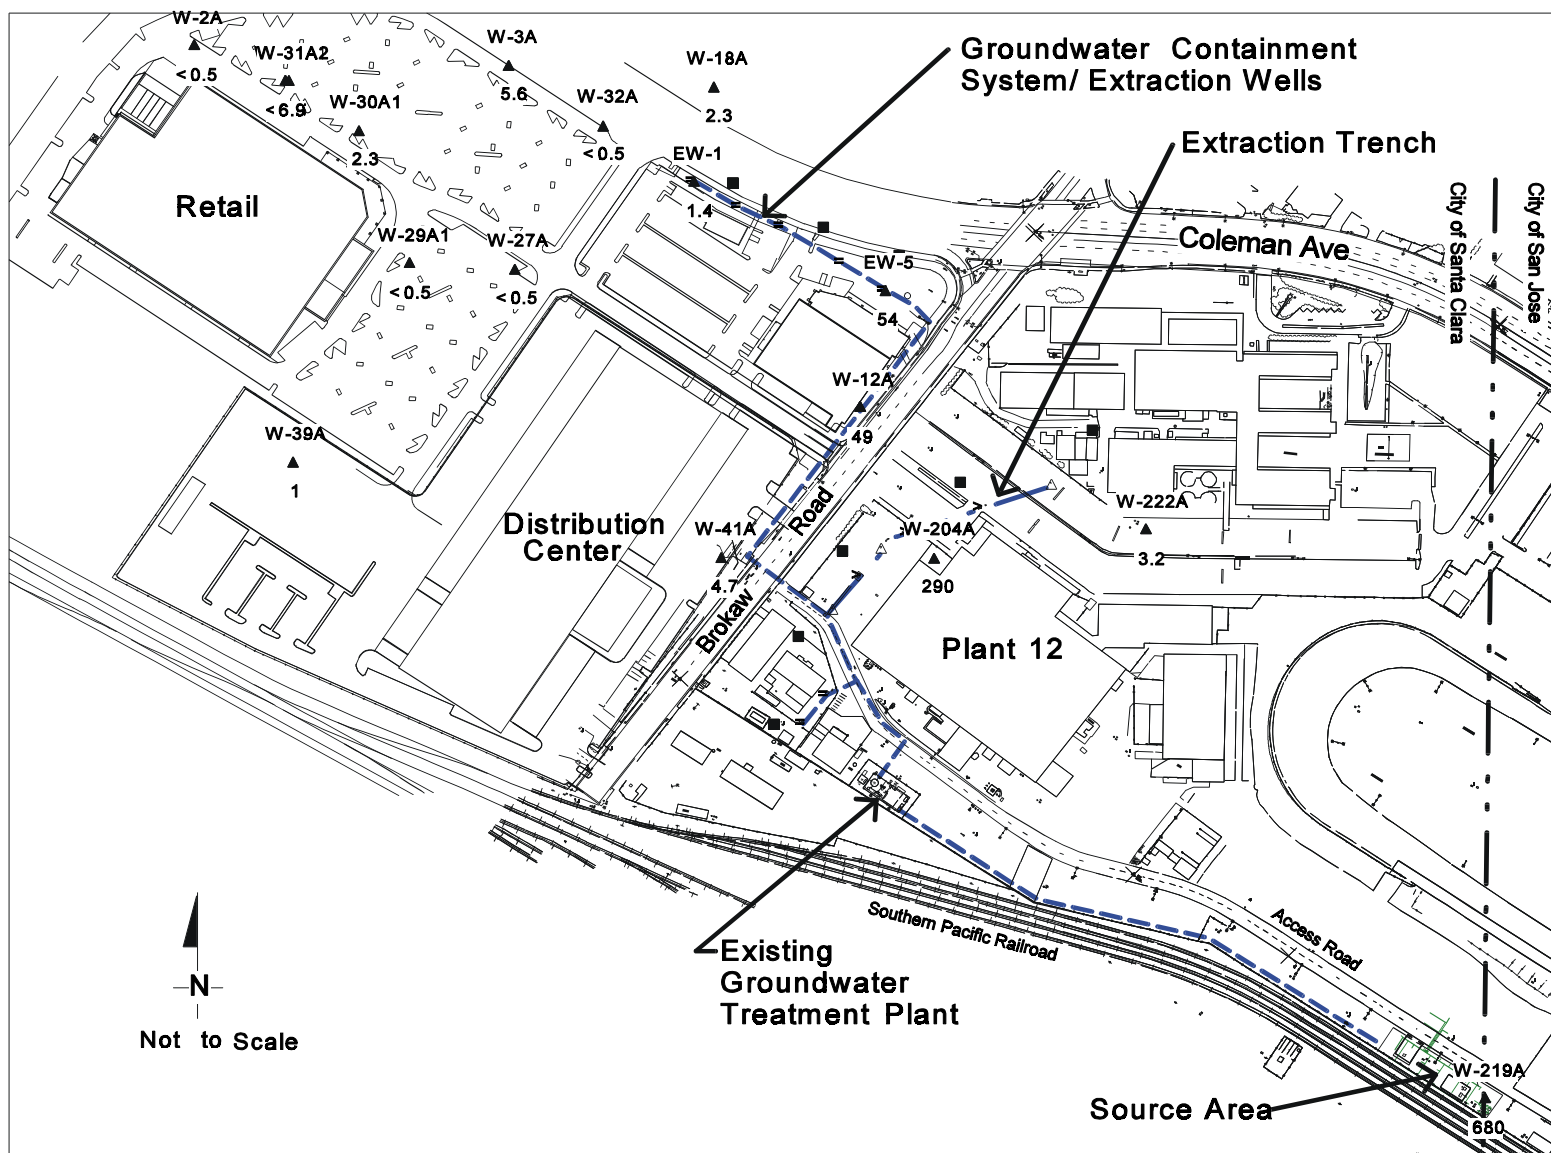 W-2A
< 0.5
W-31A2
< 6.9
W-30A1
2.3
W-3A
5.6
W-32A
< 0.5
W-18A
2.3
Groundwater Containment
System/ Extraction Wells
Extraction Trench
EW-1
1.4
Retail
W-29A1
< 0.5
W-27A
< 0.5
EW-5
54
Coleman Ave
City of Santa Clara
City of San Jose
W-12A
49
W-39A
1
Distribution
Center
W-41A
4.7
Brokaw Road
W-204A
290
W-222A
3.2
Plant 12
Existing
Groundwater
Treatment Plant
Southern Pacific Railroad
Access Road
N
Not to Scale
Source Area
W-219A
680